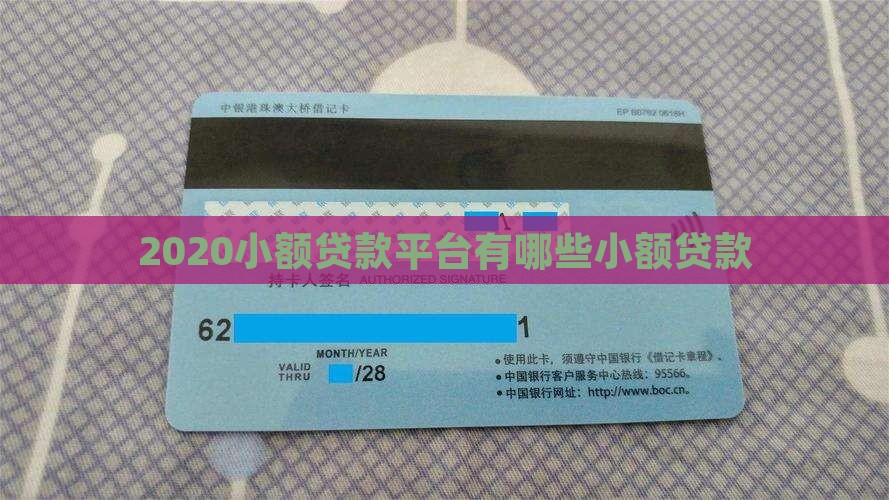 中银港珠澳大桥借记卡
EP B0762 0618H
1
2020小额贷款平台有哪些小额贷款
持卡人签名 AUTHORIZED SIGNATURE
62 1
MONTH/YEAR
VALID THRU /28
●使用此卡，须遵守中国银行《借记卡章程》。
●中国银行客户服务中心热线：95566。
●中国银行网址：http://www.boc.cn。